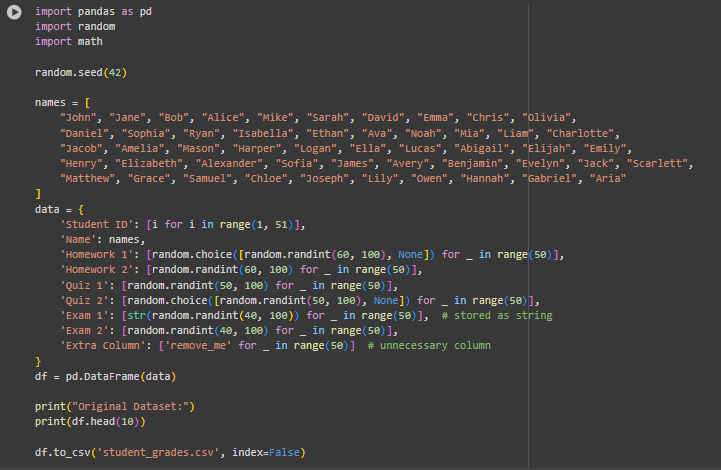 import pandas as pd
import random
import math

random.seed(42)

names = [
    "John", "Jane", "Bob", "Alice", "Mike", "Sarah", "David", "Emma", "Chris", "Olivia",
    "Daniel", "Sophia", "Ryan", "Isabella", "Ethan", "Ava", "Noah", "Mia", "Liam", "Charlotte",
    "Jacob", "Amelia", "Mason", "Harper", "Logan", "Ella", "Lucas", "Abigail", "Elijah", "Emily",
    "Henry", "Elizabeth", "Alexander", "Sofia", "James", "Avery", "Benjamin", "Evelyn", "Jack", "Scarlett",
    "Matthew", "Grace", "Samuel", "Chloe", "Joseph", "Lily", "Owen", "Hannah", "Gabriel", "Aria"
]
data = {
    'Student ID': [i for i in range(1, 51)],
    'Name': names,
    'Homework 1': [random.choice([random.randint(60, 100), None]) for _ in range(50)],
    'Homework 2': [random.randint(60, 100) for _ in range(50)],
    'Quiz 1': [random.randint(50, 100) for _ in range(50)],
    'Quiz 2': [random.choice([random.randint(50, 100), None]) for _ in range(50)],
    'Exam 1': [str(random.randint(40, 100)) for _ in range(50)],  # stored as string
    'Exam 2': [random.randint(40, 100) for _ in range(50)],
    'Extra Column': ['remove_me' for _ in range(50)]  # unnecessary column
}
df = pd.DataFrame(data)

print("Original Dataset:")
print(df.head(10))

df.to_csv('student_grades.csv', index=False)